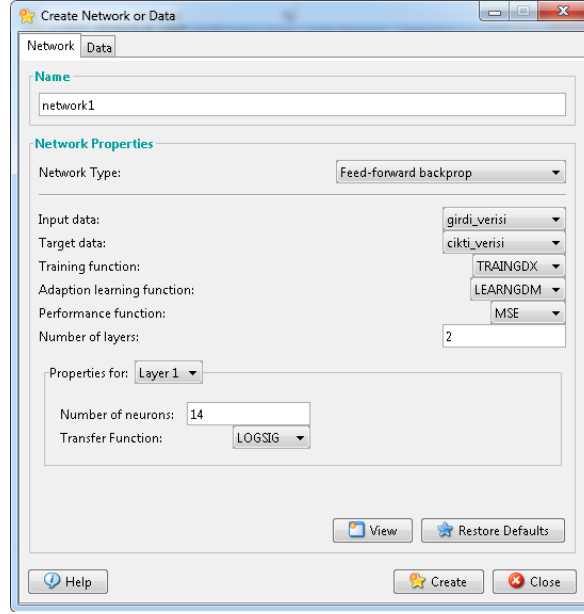 Create Network or Data
Network Data
Name
network1
Network Properties
Network Type: Feed-forward backprop
Input data: girdi_verisi
Target data: cikti_verisi
Training function: TRAINGDX
Adaption learning function: LEARNGDM
Performance function: MSE
Number of layers: 2
Properties for: Layer 1
Number of neurons: 14
Transfer Function: LOGSIG
View Restore Defaults
Help Create Close